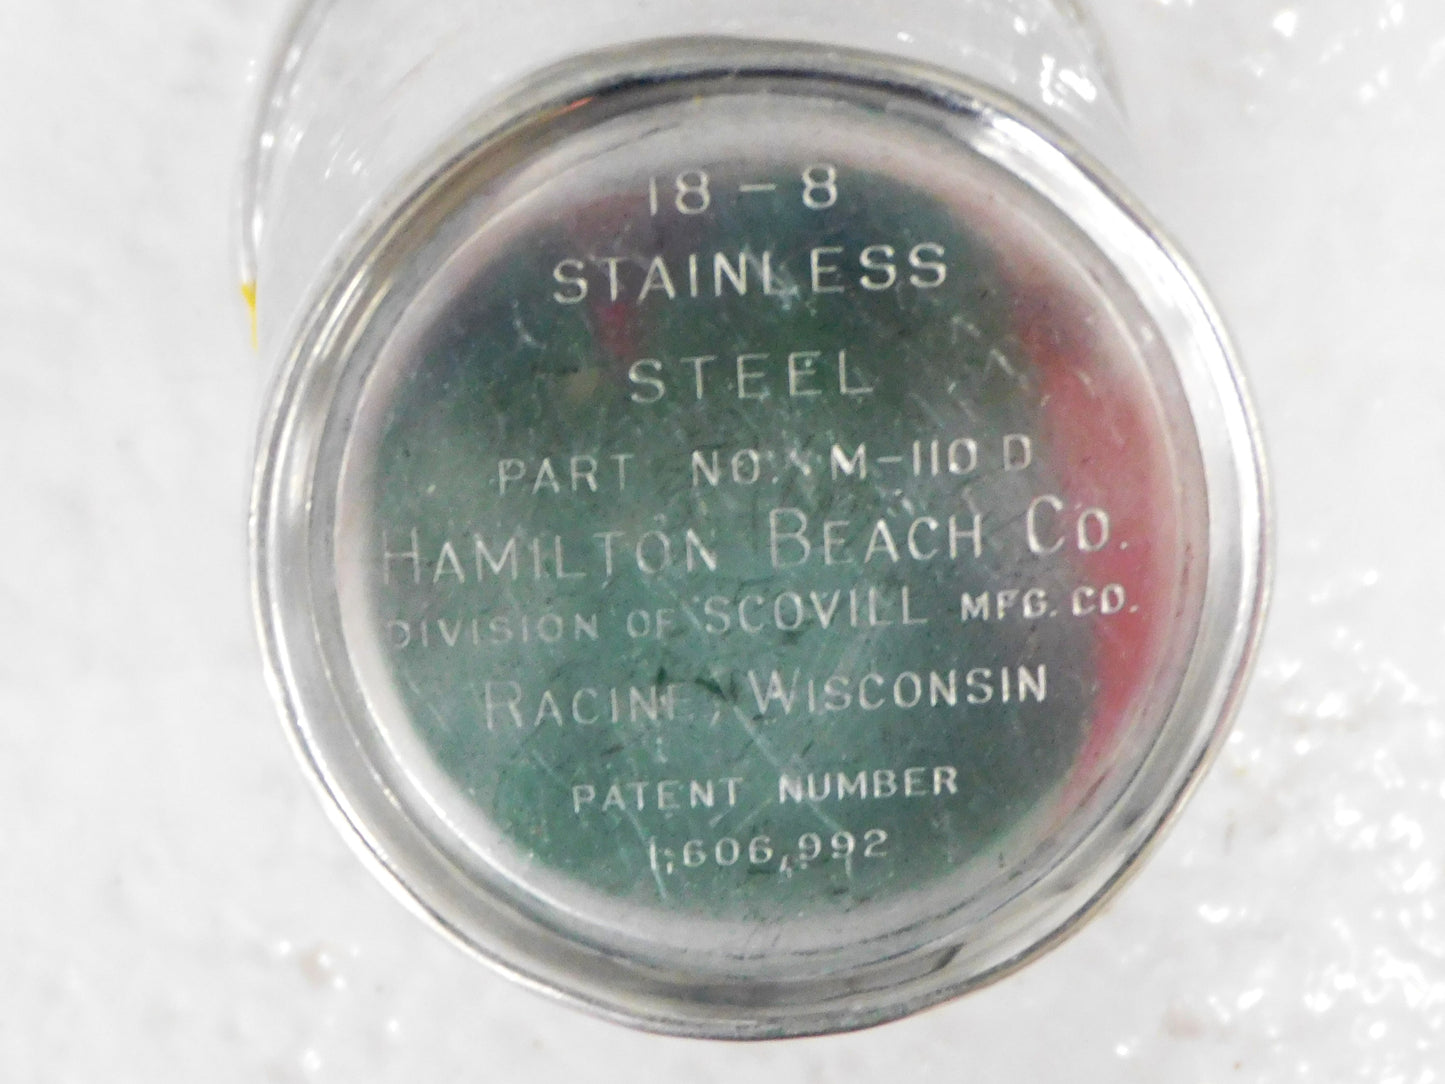 18-8
STAINLESS
STEEL
PART NO. M-110 D
HAMILTON BEACH CO.
DIVISION OF SCOVILL MFG. CO.
RACINE, WISCONSIN
PATENT NUMBER
1,606,992